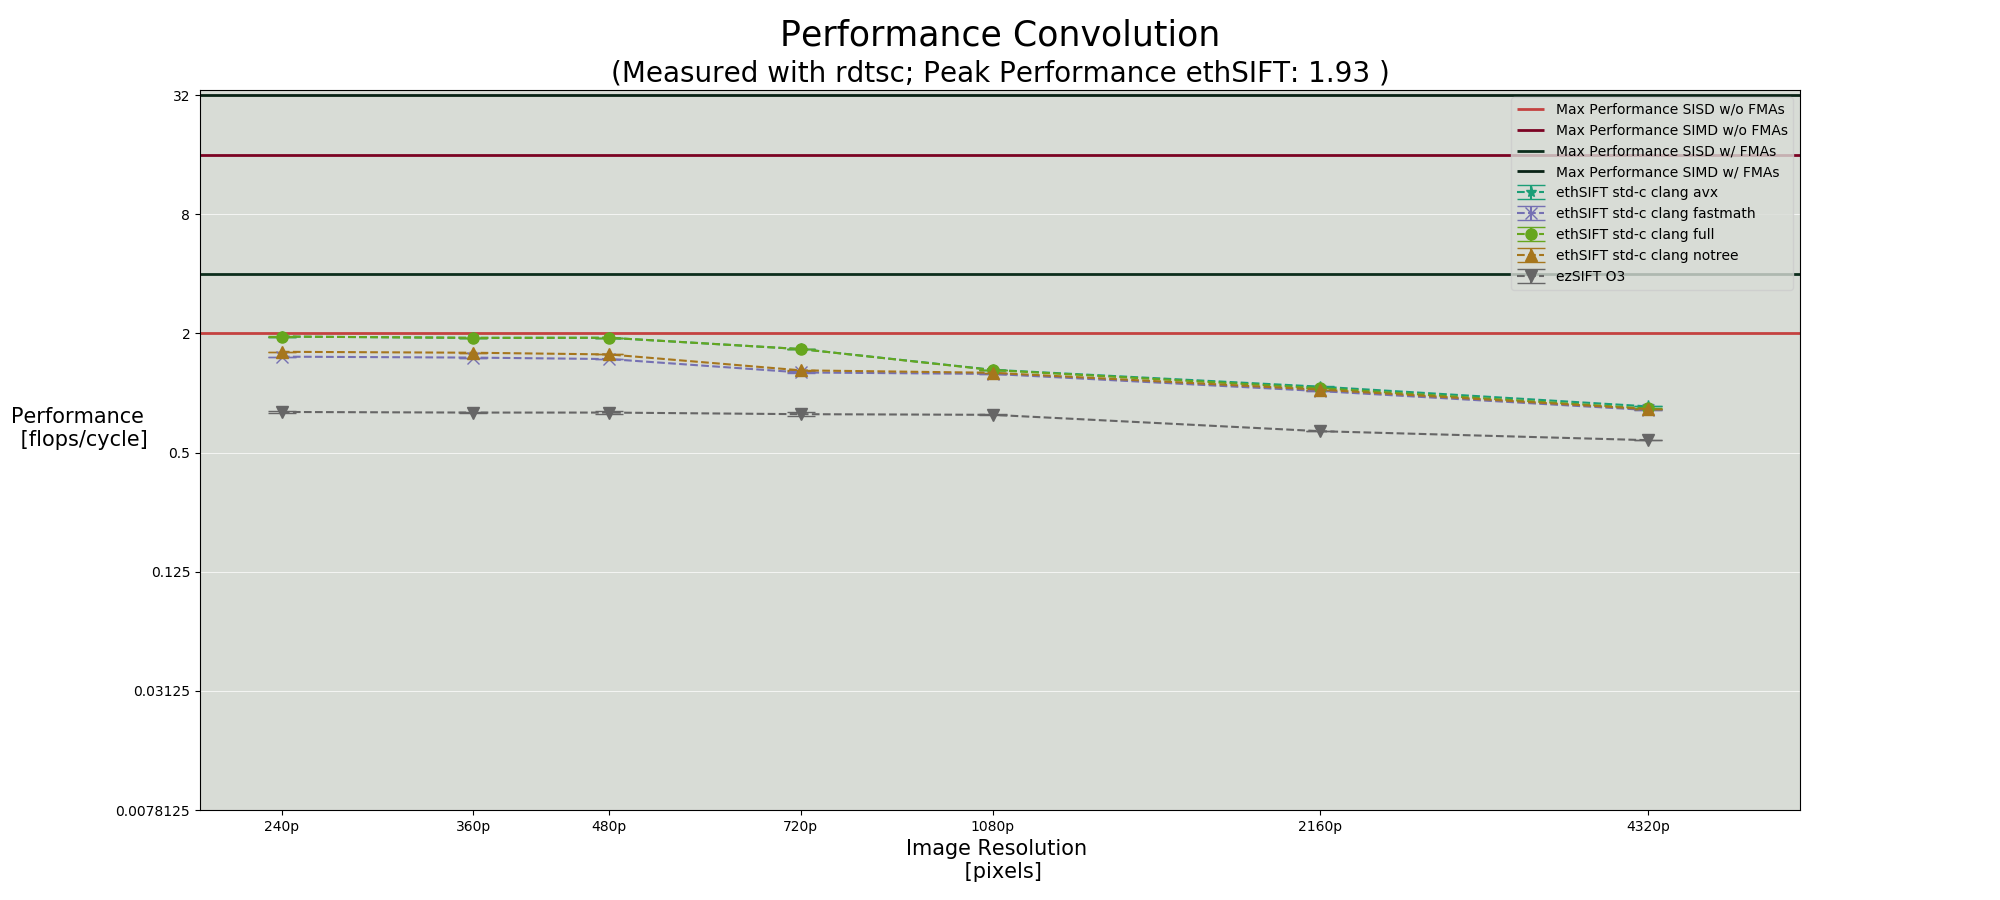 Performance Convolution
(Measured with rdtsc; Peak Performance ethSIFT: 1.93 )
32
8
2
0.5
0.125
0.03125
0.0078125
Performance
[flops/cycle]
Max Performance SISD w/o FMAs
Max Performance SIMD w/o FMAs
Max Performance SISD w/ FMAs
Max Performance SIMD w/ FMAs
ethSIFT std-c clang avx
ethSIFT std-c clang fastmath
ethSIFT std-c clang full
ethSIFT std-c clang notree
ezSIFT O3
240p 360p 480p 720p 1080p 2160p 4320p
Image Resolution
[pixels]